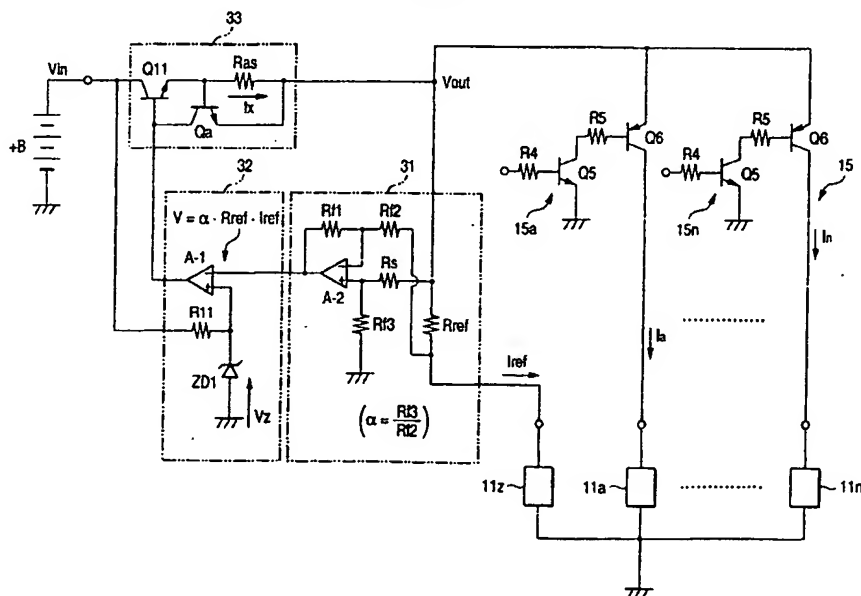 33
Vin
Q11
Ras
Ix
Qa
Vout
+B
R5
Q6
R4
Q5
15a
R5
Q6
R4
Q5
15n
15
In
32
31
V = α · Rref · Iref
A-1
R11
ZD1
Vz
Rf1
Rf2
A-2
Rs
Rf3
Rref
(α = Rf3/Rf2)
Iref
Ia
11z
11a
11n